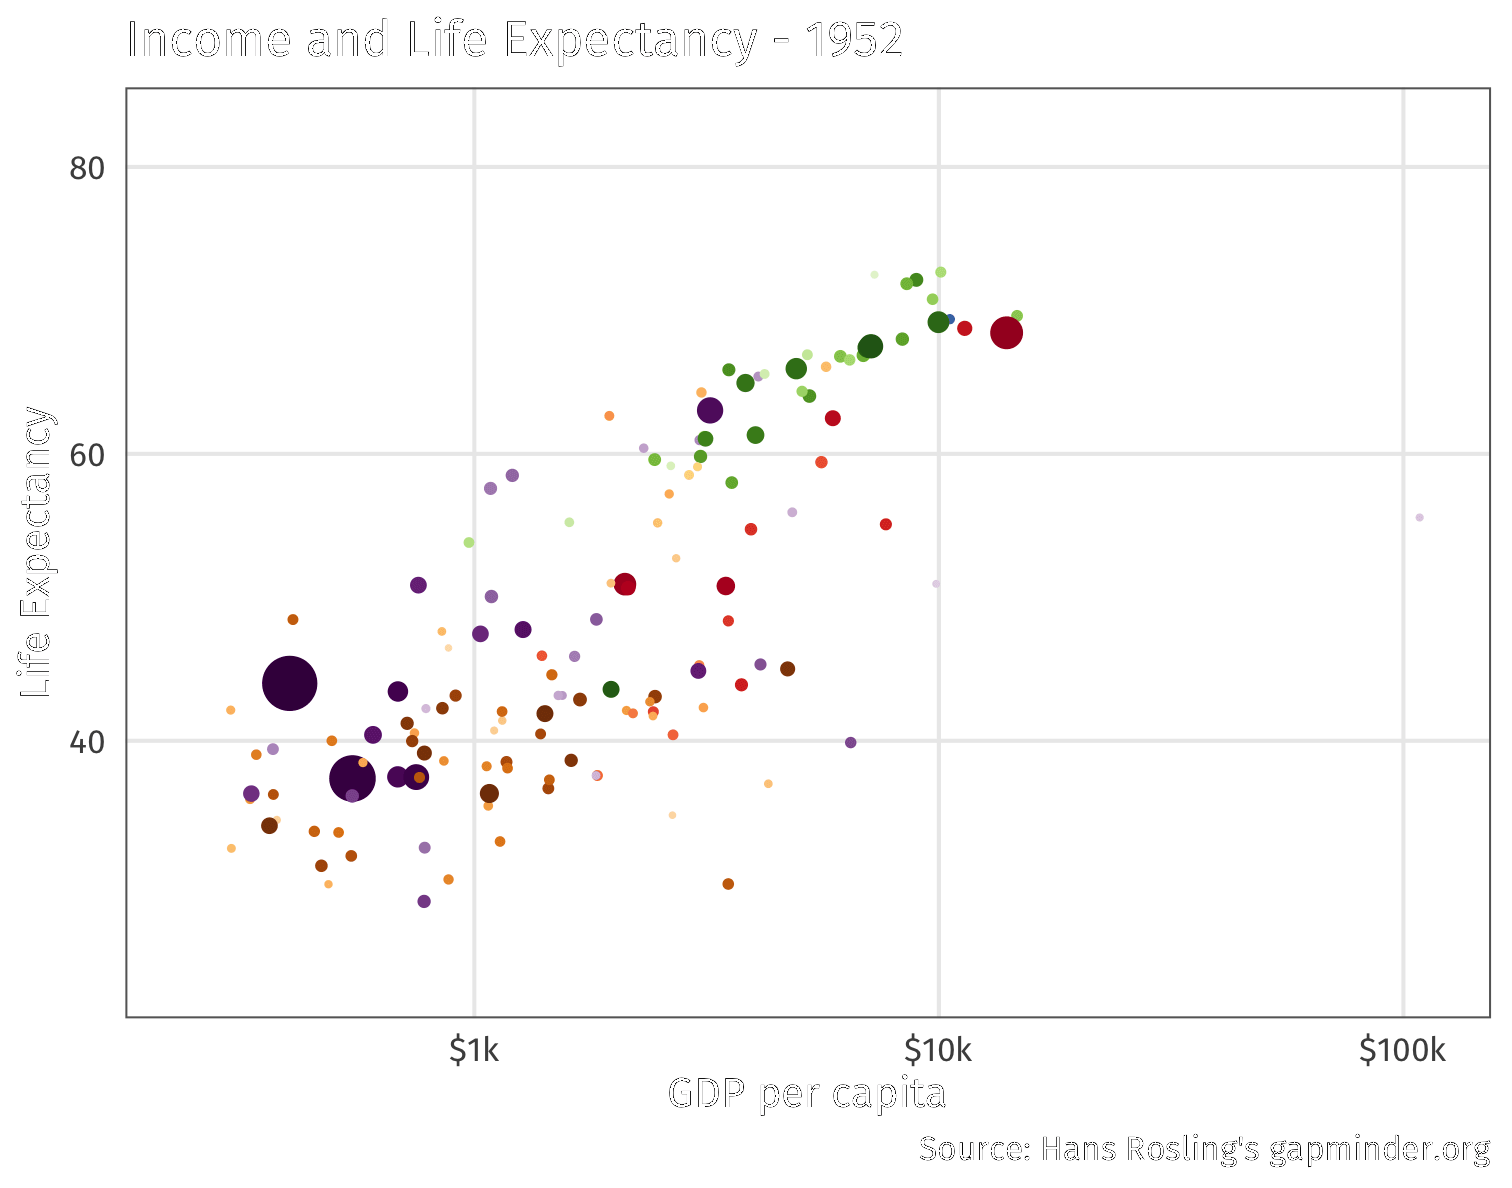 Income and Life Expectancy - 1952
80
60
40
Life Expectancy
$1k
$10k
$100k
GDP per capita
Source: Hans Rosling's gapminder.org